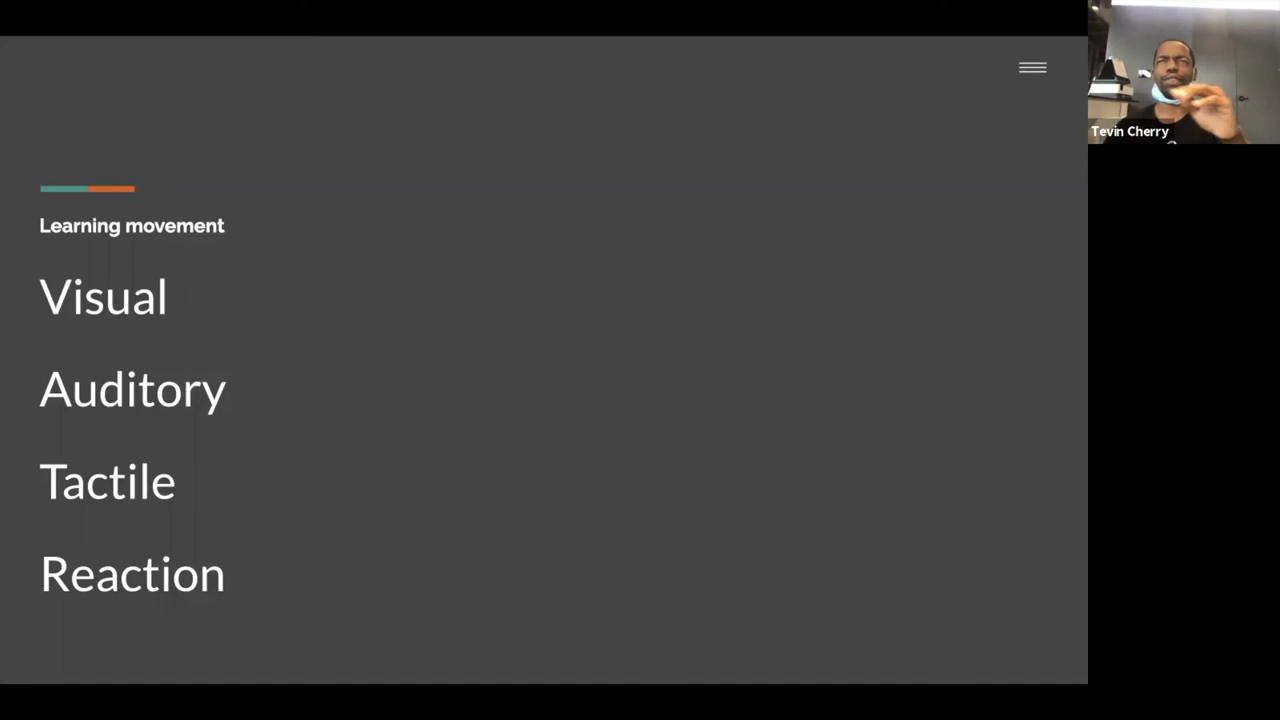 Learning movement
Visual
Auditory
Tactile
Reaction
Tevin Cherry